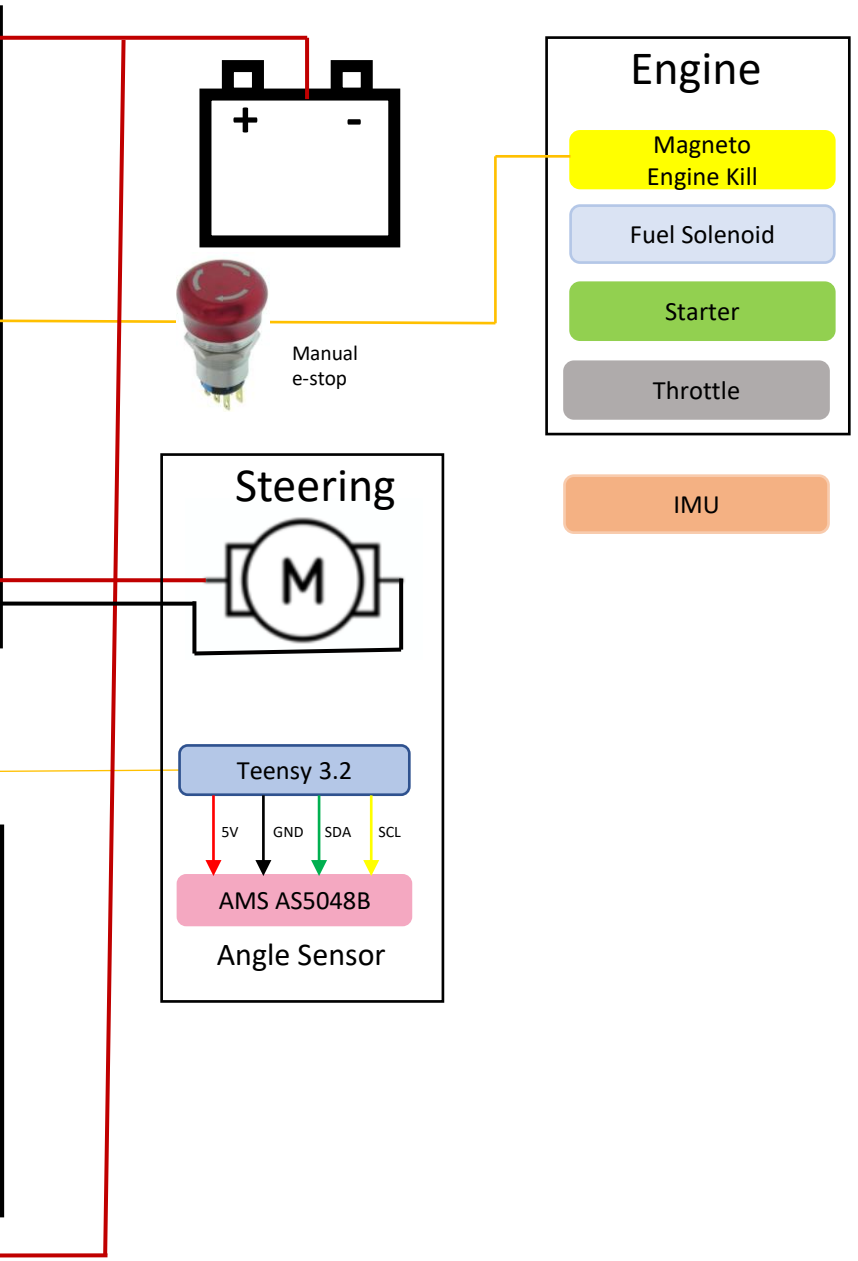 Engine
+ -
Magneto
Engine Kill
Fuel Solenoid
Starter
Manual
e-stop
Throttle
Steering
IMU
M
Teensy 3.2
5V GND SDA SCL
AMS AS5048B
Angle Sensor